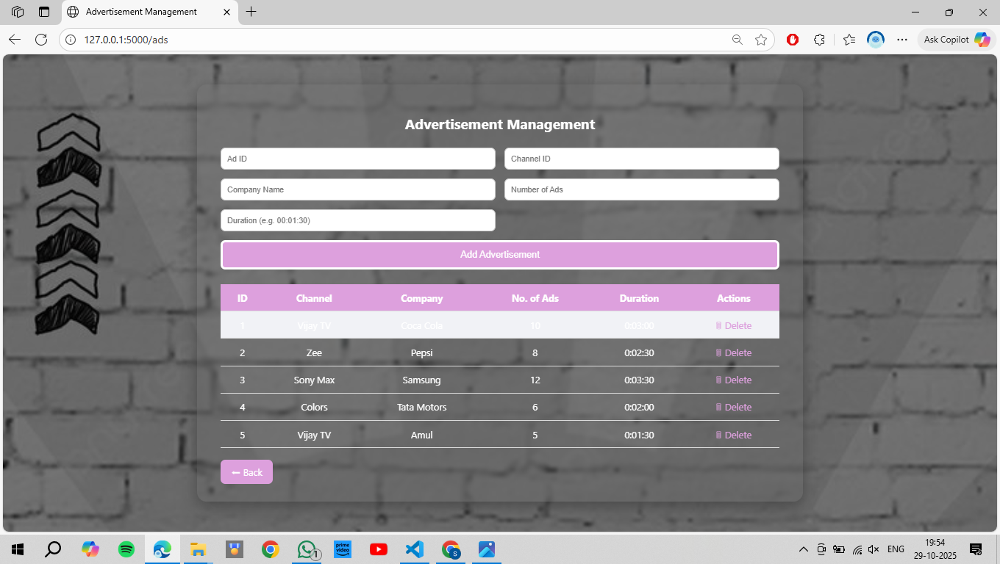 Advertisement Management
127.0.0.1:5000/ads
Ask Copilot
Advertisement Management
Ad ID Channel ID
Company Name Number of Ads
Duration (e.g. 00:01:30)
Add Advertisement
ID Channel Company No. of Ads Duration Actions
1 Vijay TV Coca Cola 10 0:03:00 Delete
2 Zee Pepsi 8 0:02:30 Delete
3 Sony Max Samsung 12 0:03:30 Delete
4 Colors Tata Motors 6 0:02:00 Delete
5 Vijay TV Amul 5 0:01:30 Delete
← Back
1
prime video
S
ENG
19:54
29-10-2025